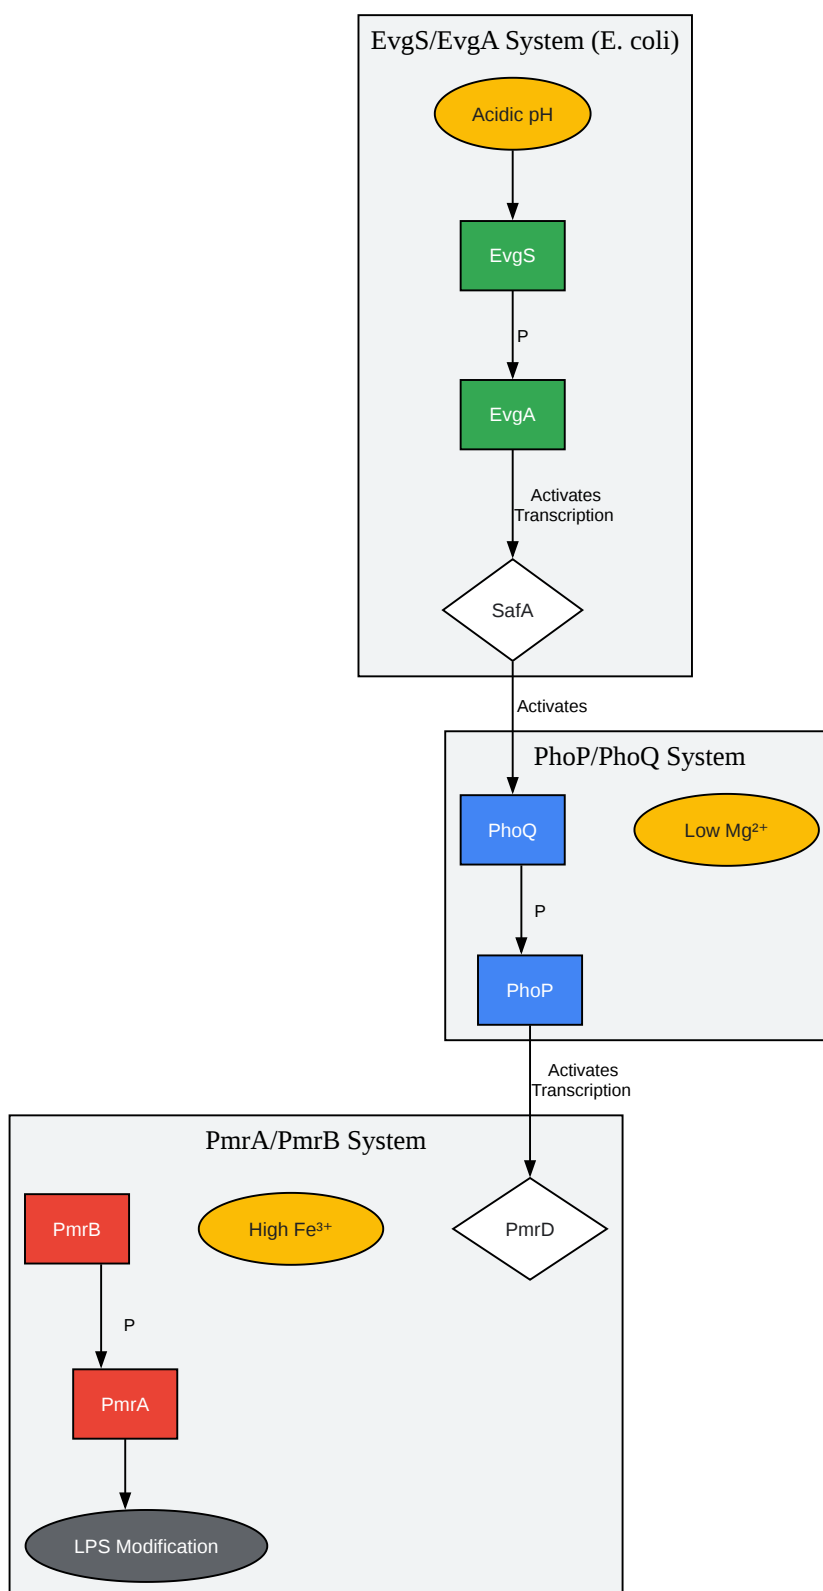 EvgS/EvgA System (E. coli)
Acidic pH
EvgS
P
EvgA
Activates
Transcription
SafA
Activates
PhoP/PhoQ System
PhoQ
Low Mg²⁺
P
PhoP
Activates
Transcription
PmrA/PmrB System
PmrB
High Fe³⁺
PmrD
P
PmrA
LPS Modification